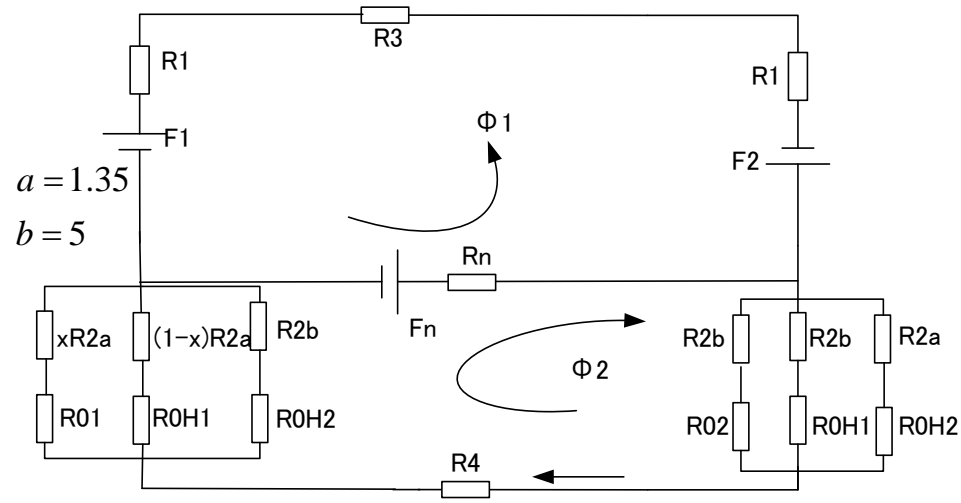 R3
R1
R1
F1
Φ1
F2
a = 1.35
b = 5
Rn
Fn
xR2a
(1-x)R2a
R2b
R2b
R2b
R2a
Φ2
R01
R0H1
R0H2
R02
R0H1
R0H2
R4